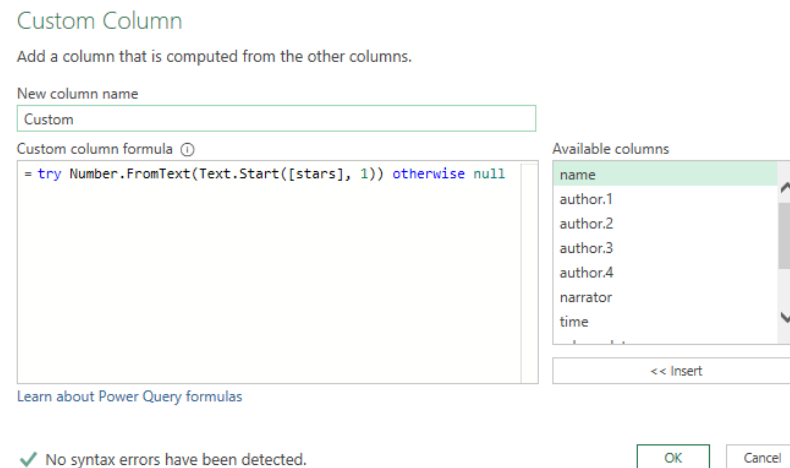 Custom Column
Add a column that is computed from the other columns.
New column name
Custom
Custom column formula ⓘ
= try Number.FromText(Text.Start([stars], 1)) otherwise null
Available columns
name
author.1
author.2
author.3
author.4
narrator
time
<< Insert
Learn about Power Query formulas
No syntax errors have been detected.
OK
Cancel